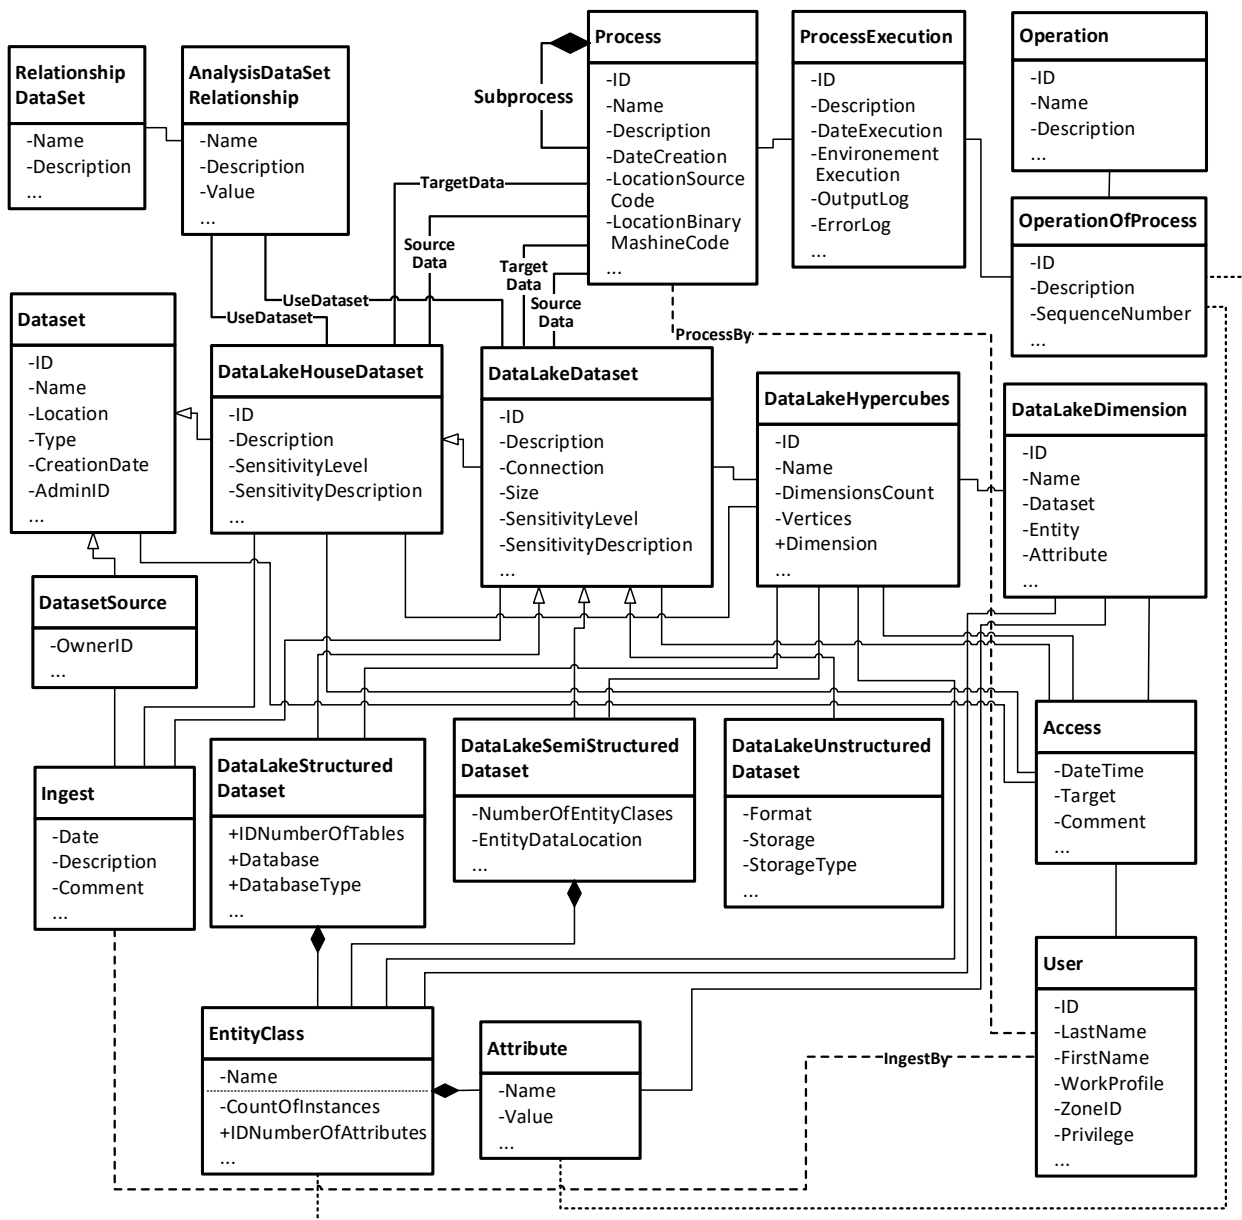 Relationship
DataSet
-Name
-Description
...
AnalysisDataSet
Relationship
-Name
-Description
-Value
...
Process
-ID
-Name
-Description
-DateCreation
-LocationSource
Code
-LocationBinary
MashineCode
...
Subprocess
ProcessExecution
-ID
-Description
-DateExecution
-Environement
Execution
-OutputLog
-ErrorLog
...
Operation
-ID
-Name
-Description
...
OperationOfProcess
-ID
-Description
-SequenceNumber
...
TargetData
Source
Data
Target
Data
Source
Data
UseDataset
UseDataset
ProcessBy
Dataset
-ID
-Name
-Location
-Type
-CreationDate
-AdminID
...
DataLakeHouseDataset
-ID
-Description
-SensitivityLevel
-SensitivityDescription
...
DataLakeDataset
-ID
-Description
-Connection
-Size
-SensitivityLevel
-SensitivityDescription
...
DataLakeHypercubes
-ID
-Name
-DimensionsCount
-Vertices
+Dimension
...
DataLakeDimension
-ID
-Name
-Dataset
-Entity
-Attribute
...
DatasetSource
-OwnerID
...
Ingest
-Date
-Description
-Comment
...
DataLakeStructured
Dataset
+IDNumberOfTables
+Database
+DatabaseType
...
DataLakeSemiStructured
Dataset
-NumberOfEntityClases
-EntityDataLocation
...
DataLakeUnstructured
Dataset
-Format
-Storage
-StorageType
...
Access
-DateTime
-Target
-Comment
...
User
-ID
-LastName
-FirstName
-WorkProfile
-ZoneID
-Privilege
...
IngestBy
EntityClass
-Name
-CountOfInstances
+IDNumberOfAttributes
...
Attribute
-Name
-Value
...